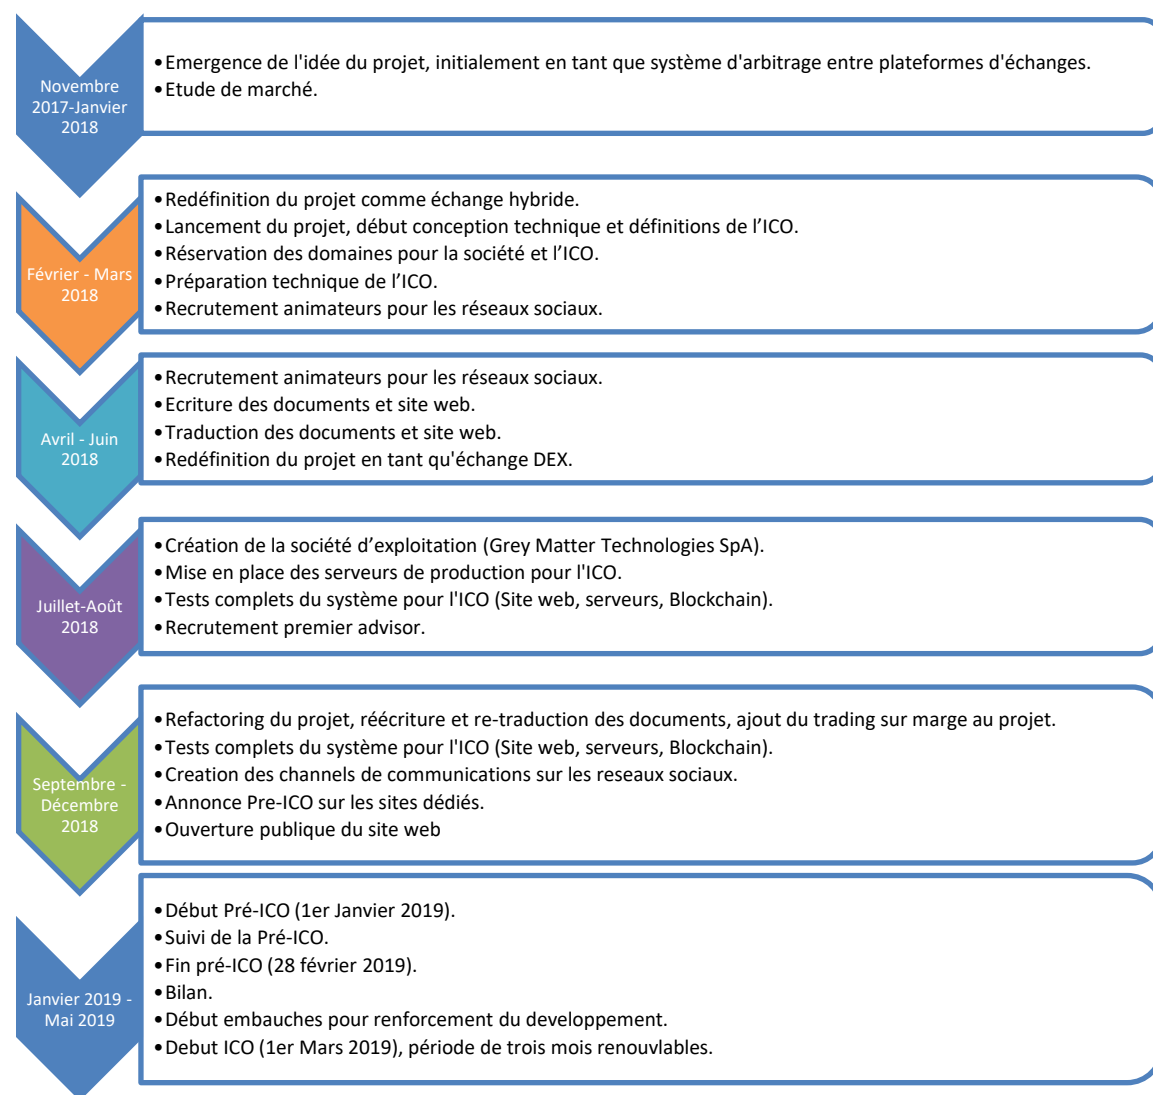 Novembre
2017-Janvier
2018
•Emergence de l'idée du projet, initialement en tant que système d'arbitrage entre plateformes d'échanges.
•Etude de marché.
Février - Mars
2018
•Redéfinition du projet comme échange hybride.
•Lancement du projet, début conception technique et définitions de l’ICO.
•Réservation des domaines pour la société et l’ICO.
•Préparation technique de l’ICO.
•Recrutement animateurs pour les réseaux sociaux.
Avril - Juin
2018
•Recrutement animateurs pour les réseaux sociaux.
•Ecriture des documents et site web.
•Traduction des documents et site web.
•Redéfinition du projet en tant qu'échange DEX.
Juillet-Août
2018
•Création de la société d’exploitation (Grey Matter Technologies SpA).
•Mise en place des serveurs de production pour l'ICO.
•Tests complets du système pour l'ICO (Site web, serveurs, Blockchain).
•Recrutement premier advisor.
Septembre -
Décembre
2018
•Refactoring du projet, réécriture et re-traduction des documents, ajout du trading sur marge au projet.
•Tests complets du système pour l'ICO (Site web, serveurs, Blockchain).
•Creation des channels de communications sur les reseaux sociaux.
•Annonce Pre-ICO sur les sites dédiés.
•Ouverture publique du site web
Janvier 2019 -
Mai 2019
•Début Pré-ICO (1er Janvier 2019).
•Suivi de la Pré-ICO.
•Fin pré-ICO (28 février 2019).
•Bilan.
•Début embauches pour renforcement du developpement.
•Debut ICO (1er Mars 2019), période de trois mois renouvlables.